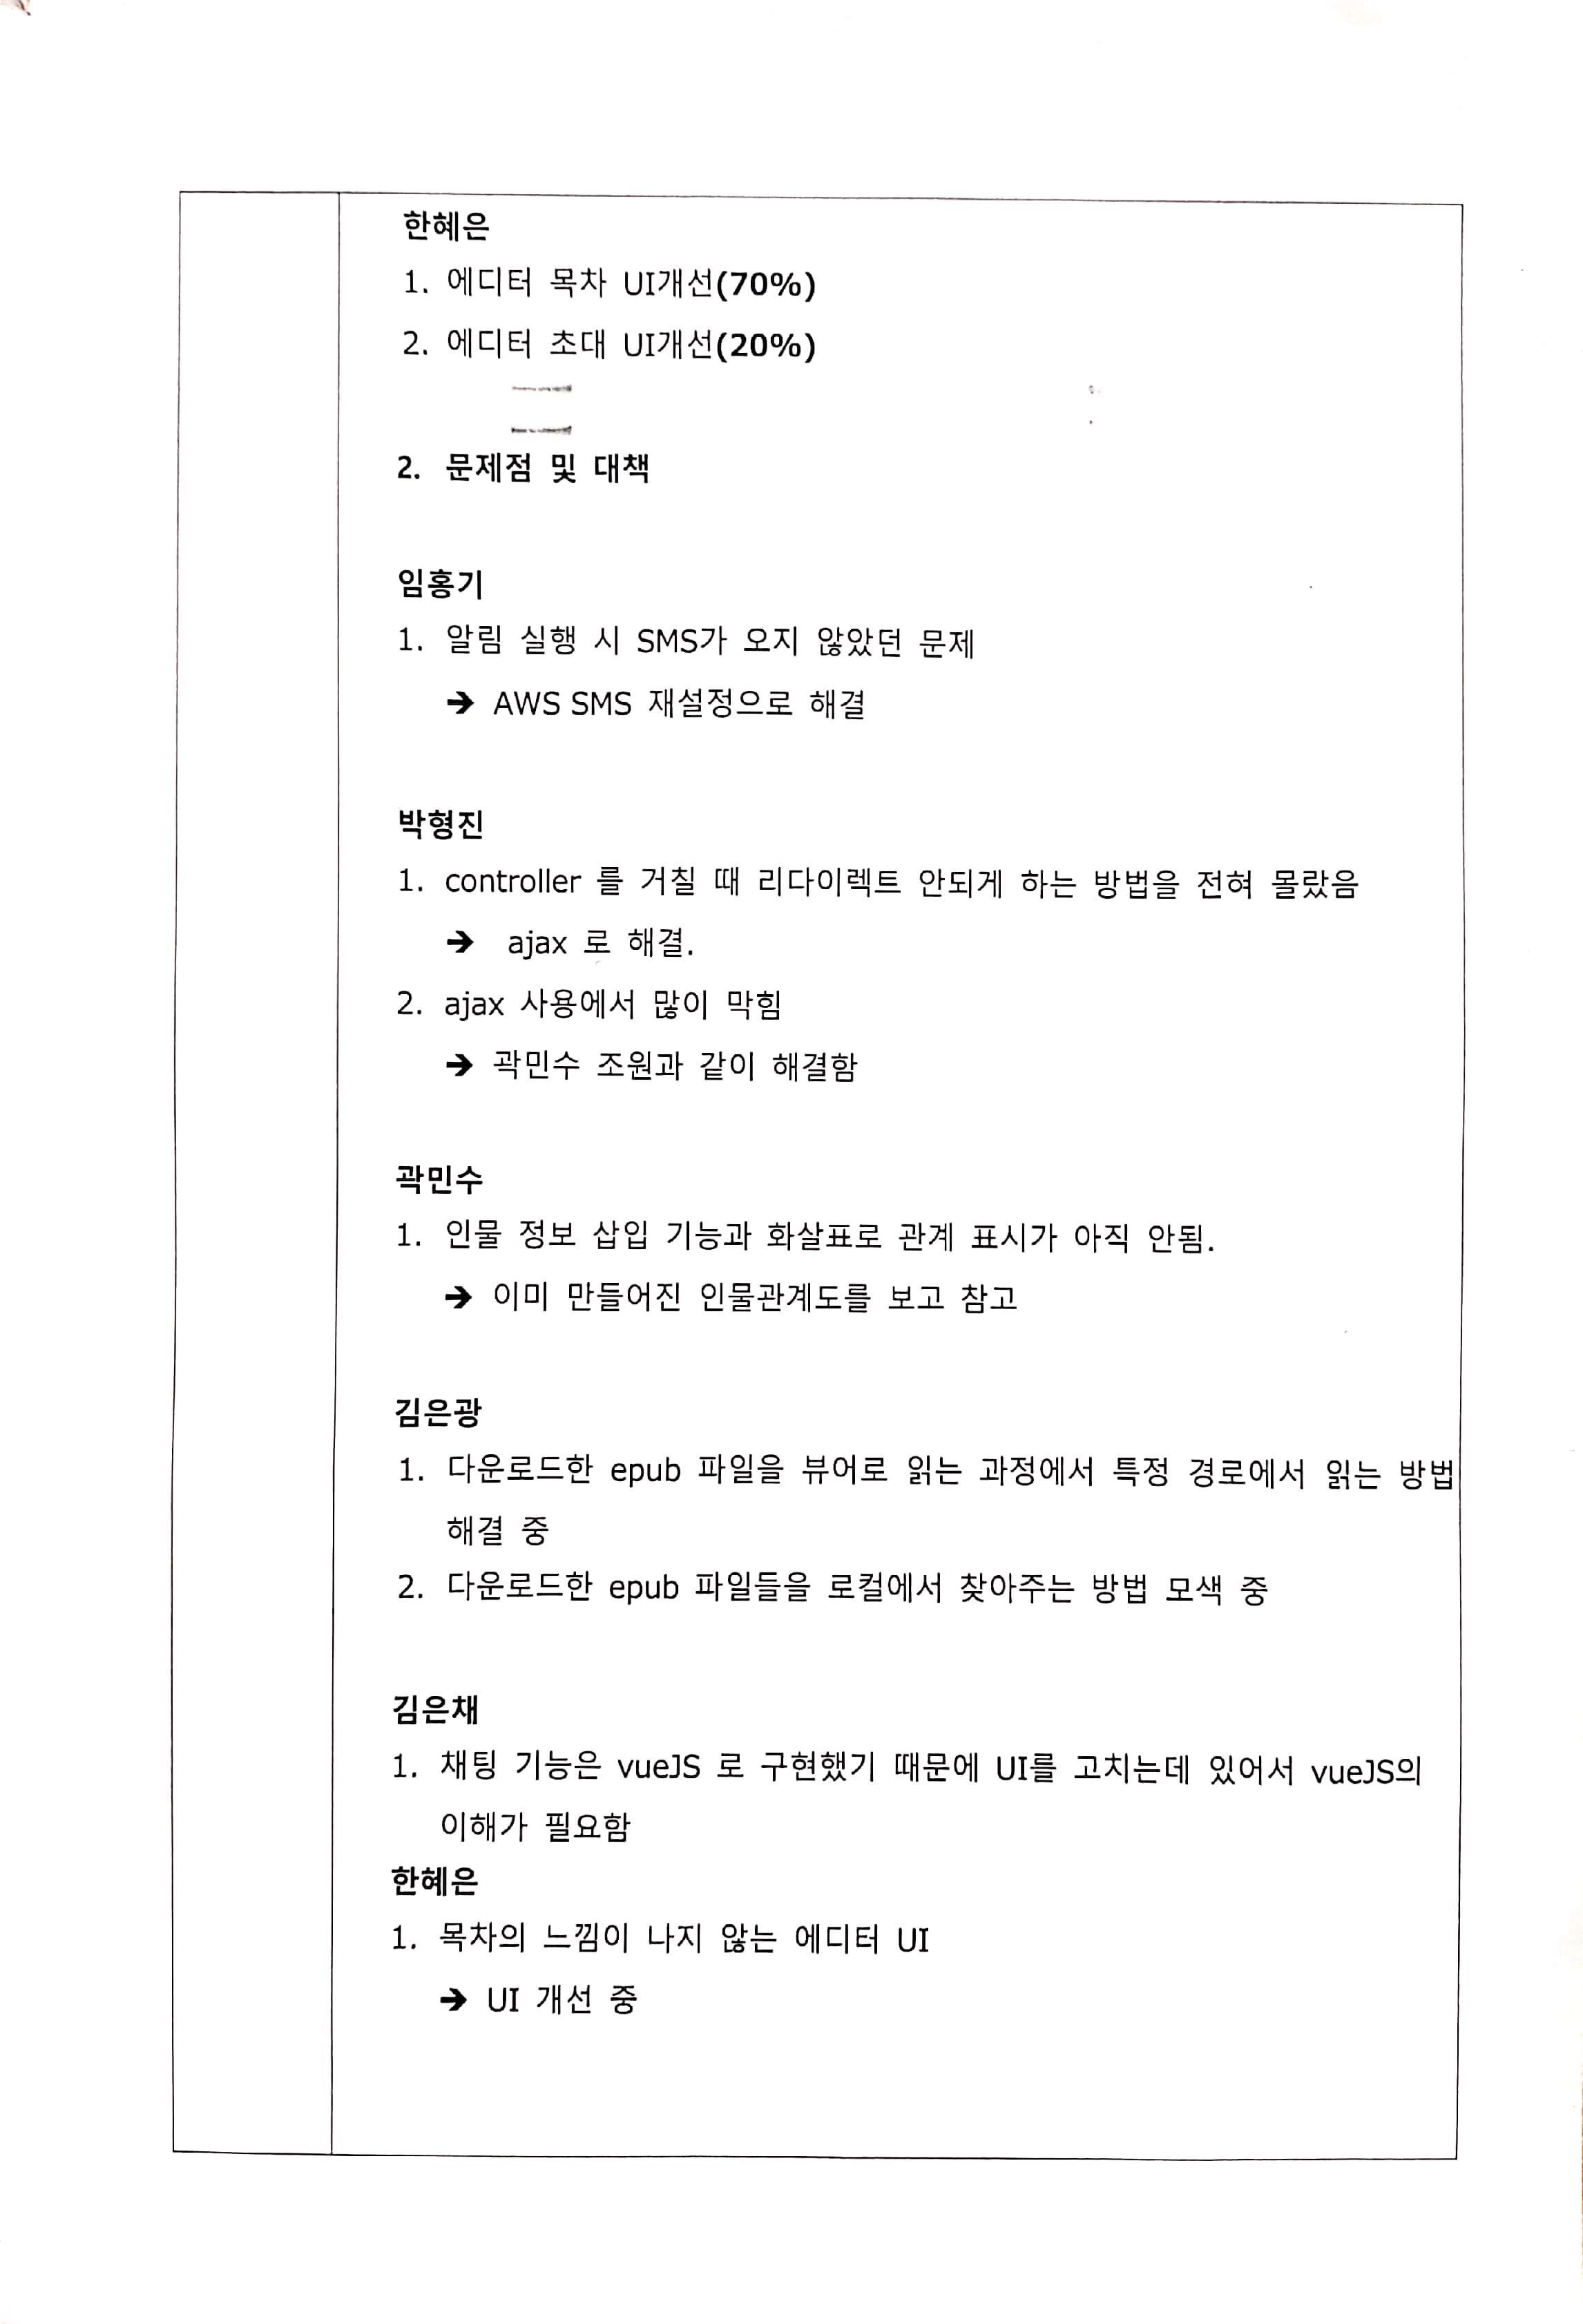 한혜은
1. 에디터 목차 UI개선(70%)
2. 에디터 초대 UI개선(20%)
2. 문제점 및 대책
임홍기
1. 알림 실행 시 SMS가 오지 않았던 문제
➔ AWS SMS 재설정으로 해결
박형진
1. controller 를 거칠 때 리다이렉트 안되게 하는 방법을 전혀 몰랐음
➔ ajax 로 해결.
2. ajax 사용에서 많이 막힘
➔ 곽민수 조원과 같이 해결함
곽민수
1. 인물 정보 삽입 기능과 화살표로 관계 표시가 아직 안됨.
➔ 이미 만들어진 인물관계도를 보고 참고
김은광
1. 다운로드한 epub 파일을 뷰어로 읽는 과정에서 특정 경로에서 읽는 방법
해결 중
2. 다운로드한 epub 파일들을 로컬에서 찾아주는 방법 모색 중
김은채
1. 채팅 기능은 vueJS 로 구현했기 때문에 UI를 고치는데 있어서 vueJS의
이해가 필요함
한혜은
1. 목차의 느낌이 나지 않는 에디터 UI
➔ UI 개선 중